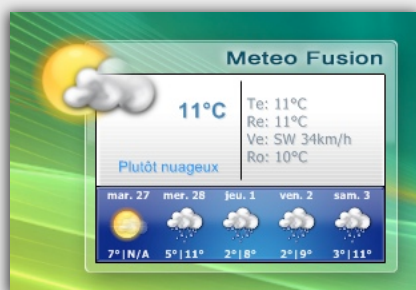 Meteo Fusion
11°C
Te: 11°C
Re: 11°C
Ve: SW 34km/h
Ro: 10°C
Plutôt nuageux
mar. 27 mer. 28 jeu. 1 ven. 2 sam. 3
7°|N/A 5°|11° 2°|8° 2°|9° 3°|11°